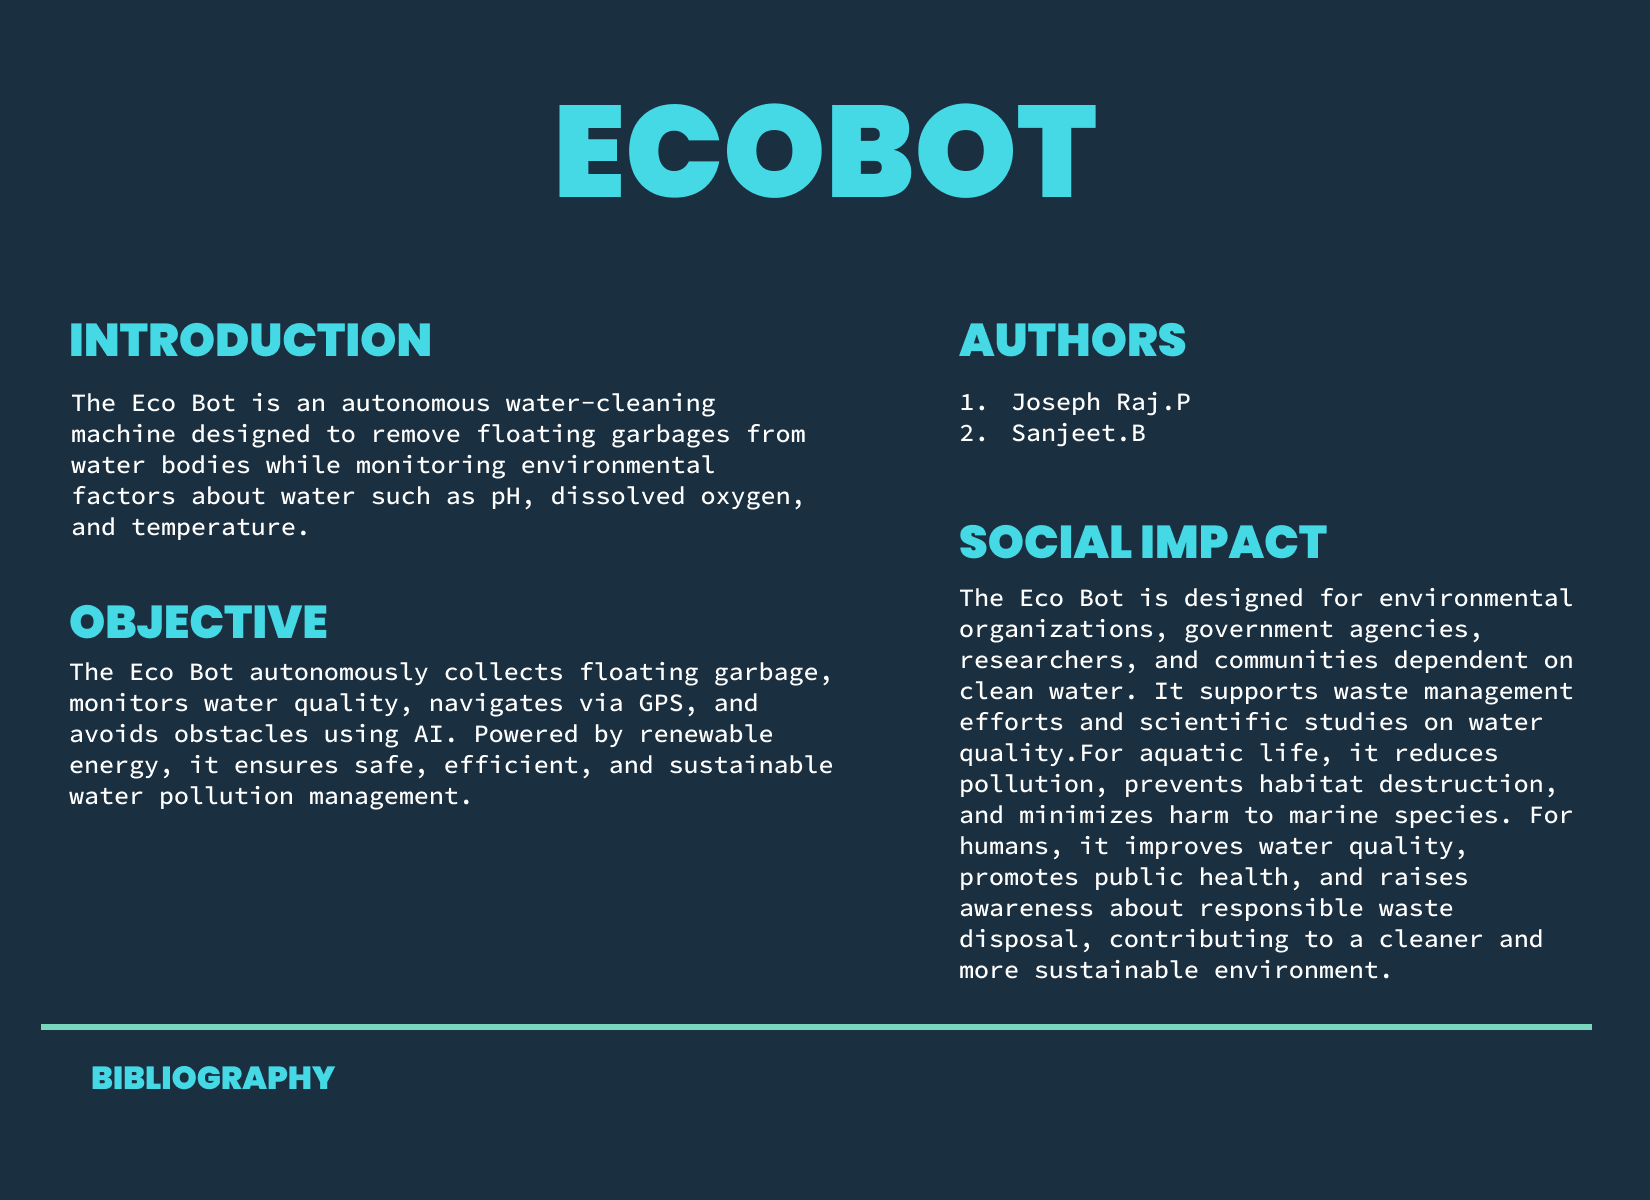 ECOBOT
INTRODUCTION
The Eco Bot is an autonomous water-cleaning
machine designed to remove floating garbages from
water bodies while monitoring environmental
factors about water such as pH, dissolved oxygen,
and temperature.
OBJECTIVE
The Eco Bot autonomously collects floating garbage,
monitors water quality, navigates via GPS, and
avoids obstacles using AI. Powered by renewable
energy, it ensures safe, efficient, and sustainable
water pollution management.
AUTHORS
1. Joseph Raj.P
2. Sanjeet.B
SOCIAL IMPACT
The Eco Bot is designed for environmental
organizations, government agencies,
researchers, and communities dependent on
clean water. It supports waste management
efforts and scientific studies on water
quality.For aquatic life, it reduces
pollution, prevents habitat destruction,
and minimizes harm to marine species. For
humans, it improves water quality,
promotes public health, and raises
awareness about responsible waste
disposal, contributing to a cleaner and
more sustainable environment.
BIBLIOGRAPHY